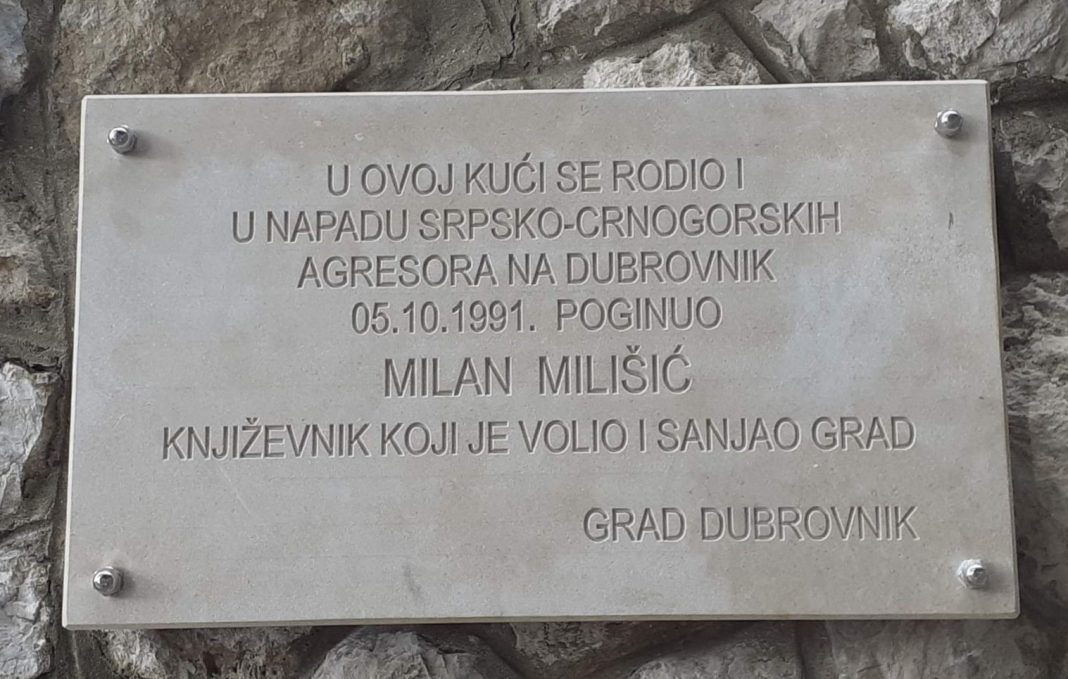 U OVOJ KUĆI SE RODIO I
U NAPADU SRPSKO-CRNOGORSKIH
AGRESORA NA DUBROVNIK
05.10.1991. POGINUO
MILAN MILIŠIĆ
KNJIŽEVNIK KOJI JE VOLIO I SANJAO GRAD
GRAD DUBROVNIK